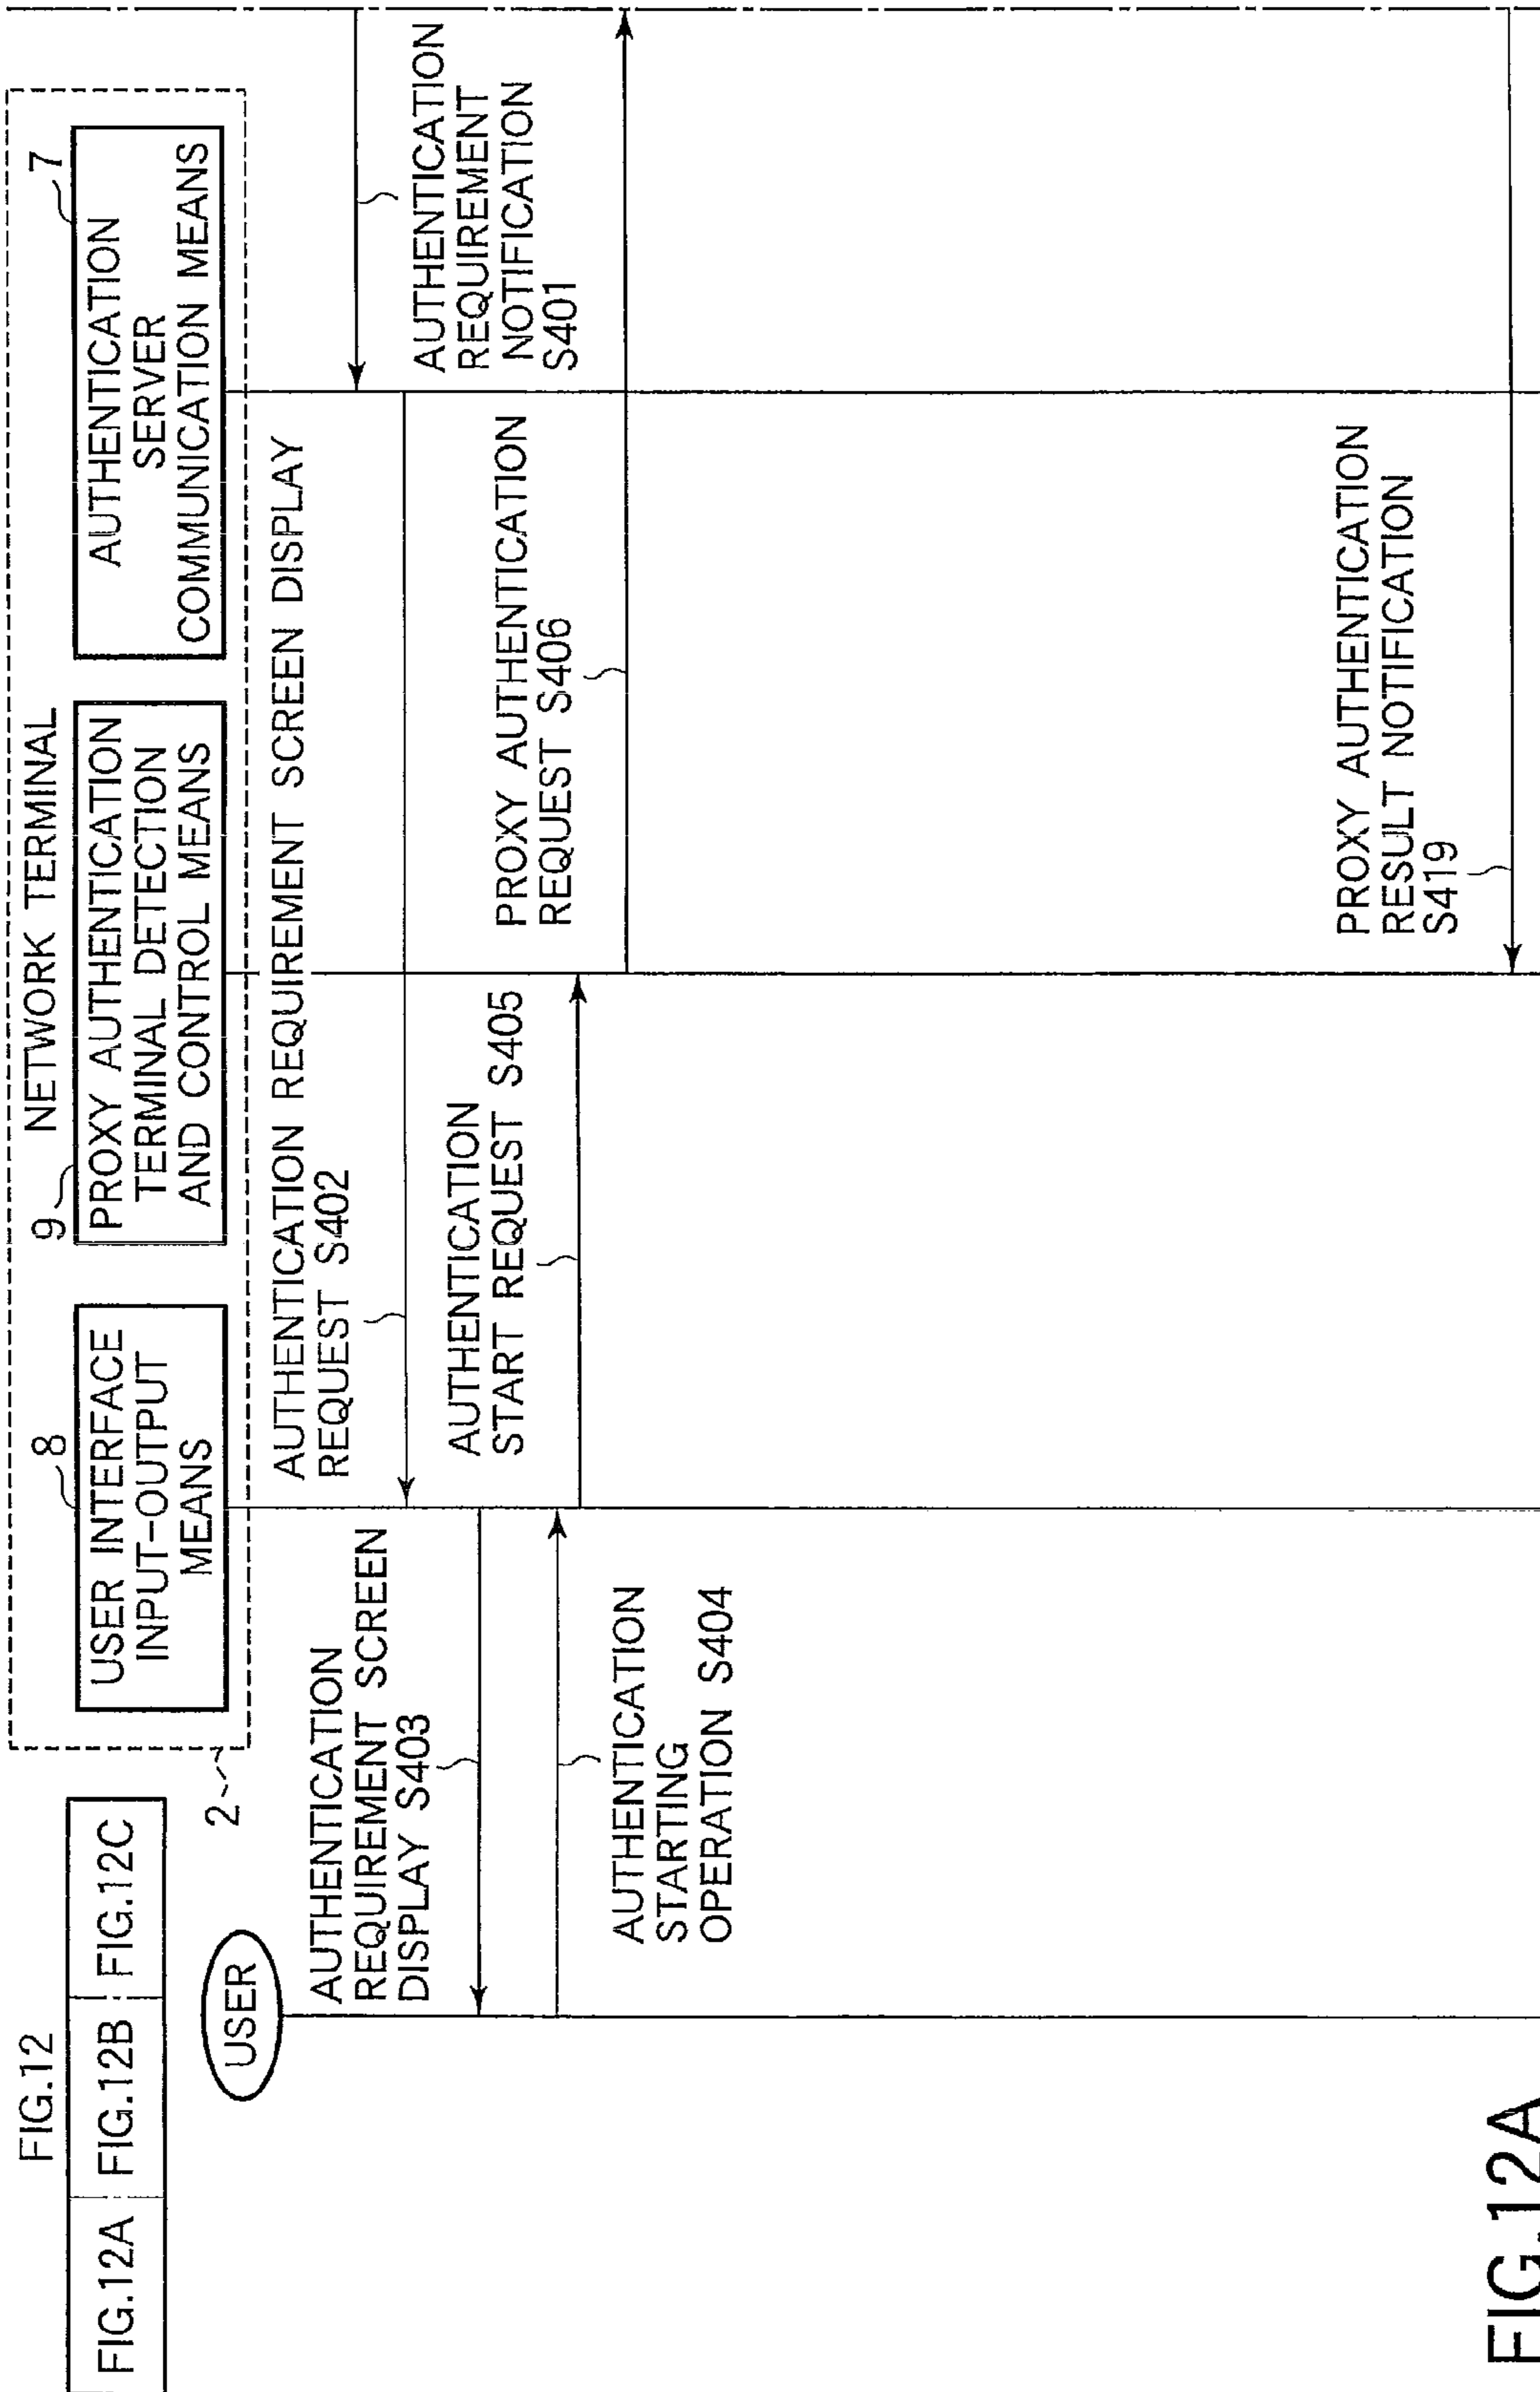 FIG.12
FIG.12A
FIG.12B
FIG.12C
NETWORK TERMINAL
2
8
USER INTERFACE
INPUT-OUTPUT
MEANS
9
PROXY AUTHENTICATION
TERMINAL DETECTION
AND CONTROL MEANS
7
AUTHENTICATION
SERVER
COMMUNICATION MEANS
USER
AUTHENTICATION
REQUIREMENT
NOTIFICATION
S401
AUTHENTICATION REQUIREMENT SCREEN DISPLAY
REQUEST S402
AUTHENTICATION
REQUIREMENT SCREEN
DISPLAY S403
AUTHENTICATION
STARTING
OPERATION S404
AUTHENTICATION
START REQUEST S405
PROXY AUTHENTICATION
REQUEST S406
PROXY AUTHENTICATION
RESULT NOTIFICATION
S419
FIG.12A